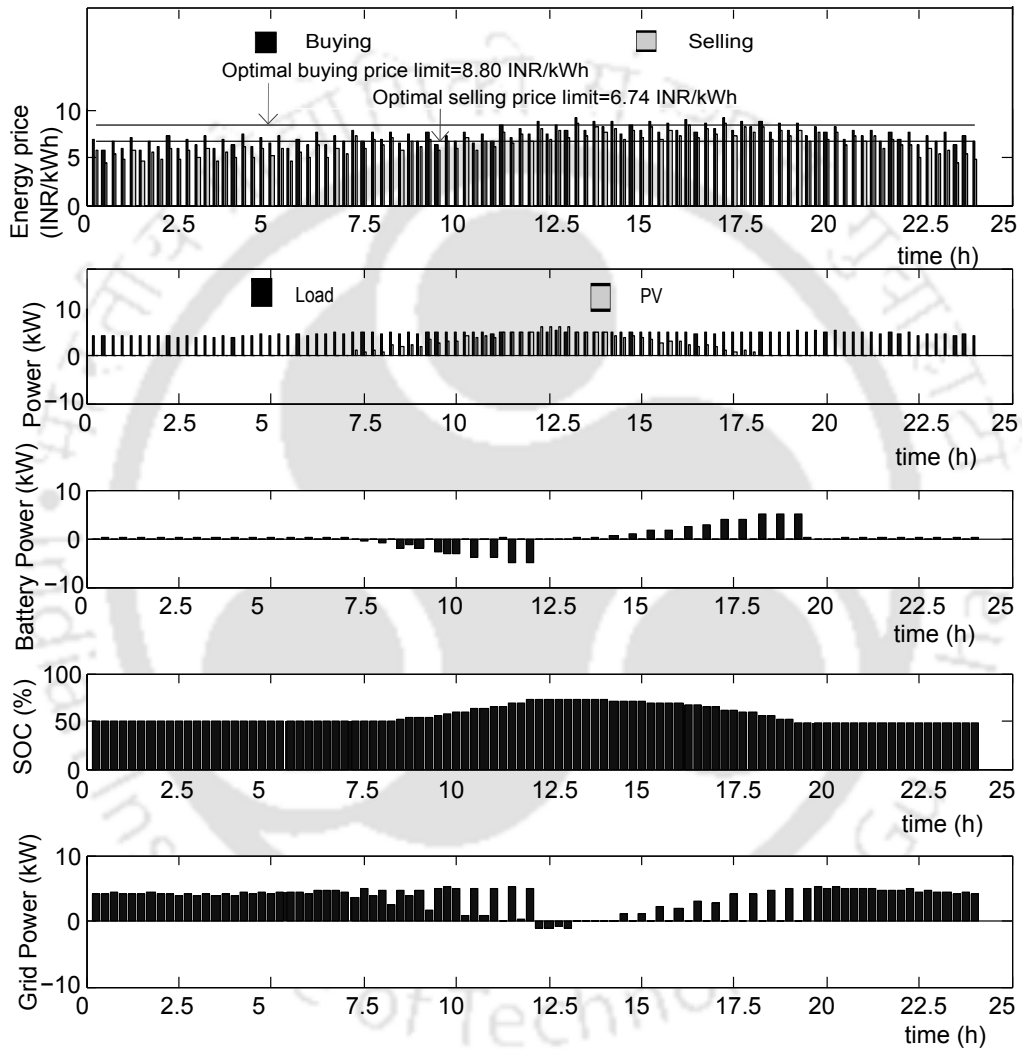 Buying Selling
Optimal buying price limit=8.80 INR/kWh
Optimal selling price limit=6.74 INR/kWh
Energy price
(INR/kWh)
10
5
0
0 2.5 5 7.5 10 12.5 15 17.5 20 22.5 25
time (h)
Load PV
Power (kW)
10
0
−10
0 2.5 5 7.5 10 12.5 15 17.5 20 22.5 25
time (h)
Battery Power (kW)
10
0
−10
0 2.5 5 7.5 10 12.5 15 17.5 20 22.5 25
time (h)
SOC (%)
100
50
0
0 2.5 5 7.5 10 12.5 15 17.5 20 22.5 25
time (h)
Grid Power (kW)
10
0
−10
0 2.5 5 7.5 10 12.5 15 17.5 20 22.5 25
time (h)
of Techno